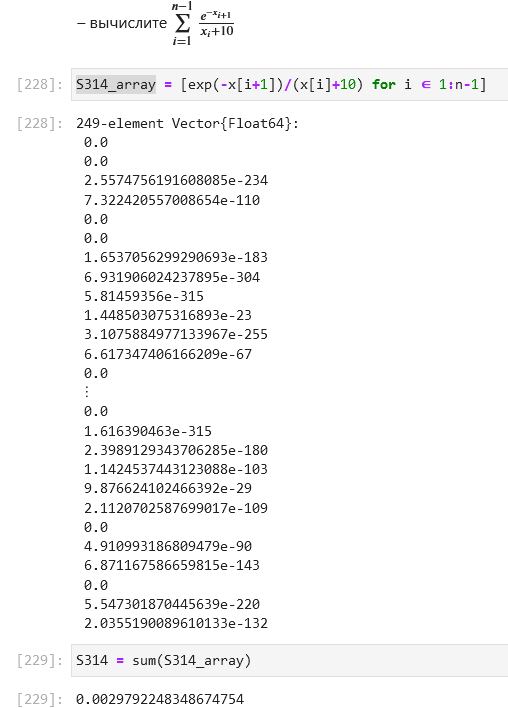 – вычислите ∑_{i=1}^{n−1} e^{−x_{i+1}}/(x_i+10)
[228]: S314_array = [exp(-x[i+1])/(x[i]+10) for i ∈ 1:n-1]
[228]: 249-element Vector{Float64}:
0.0
0.0
2.5574756191608085e-234
7.322420557008654e-110
0.0
0.0
1.6537056299290693e-183
6.931906024237895e-304
5.81459356e-315
1.448503075316893e-23
3.1075884977133967e-255
6.617347406166209e-67
0.0
⋮
0.0
1.616390463e-315
2.3989129343706285e-180
1.1424537443123088e-103
9.876624102466392e-29
2.1120702587699017e-109
0.0
4.910993186809479e-90
6.871167586659815e-143
0.0
5.547301870445639e-220
2.0355190089610133e-132
[229]: S314 = sum(S314_array)
[229]: 0.0029792248348674754